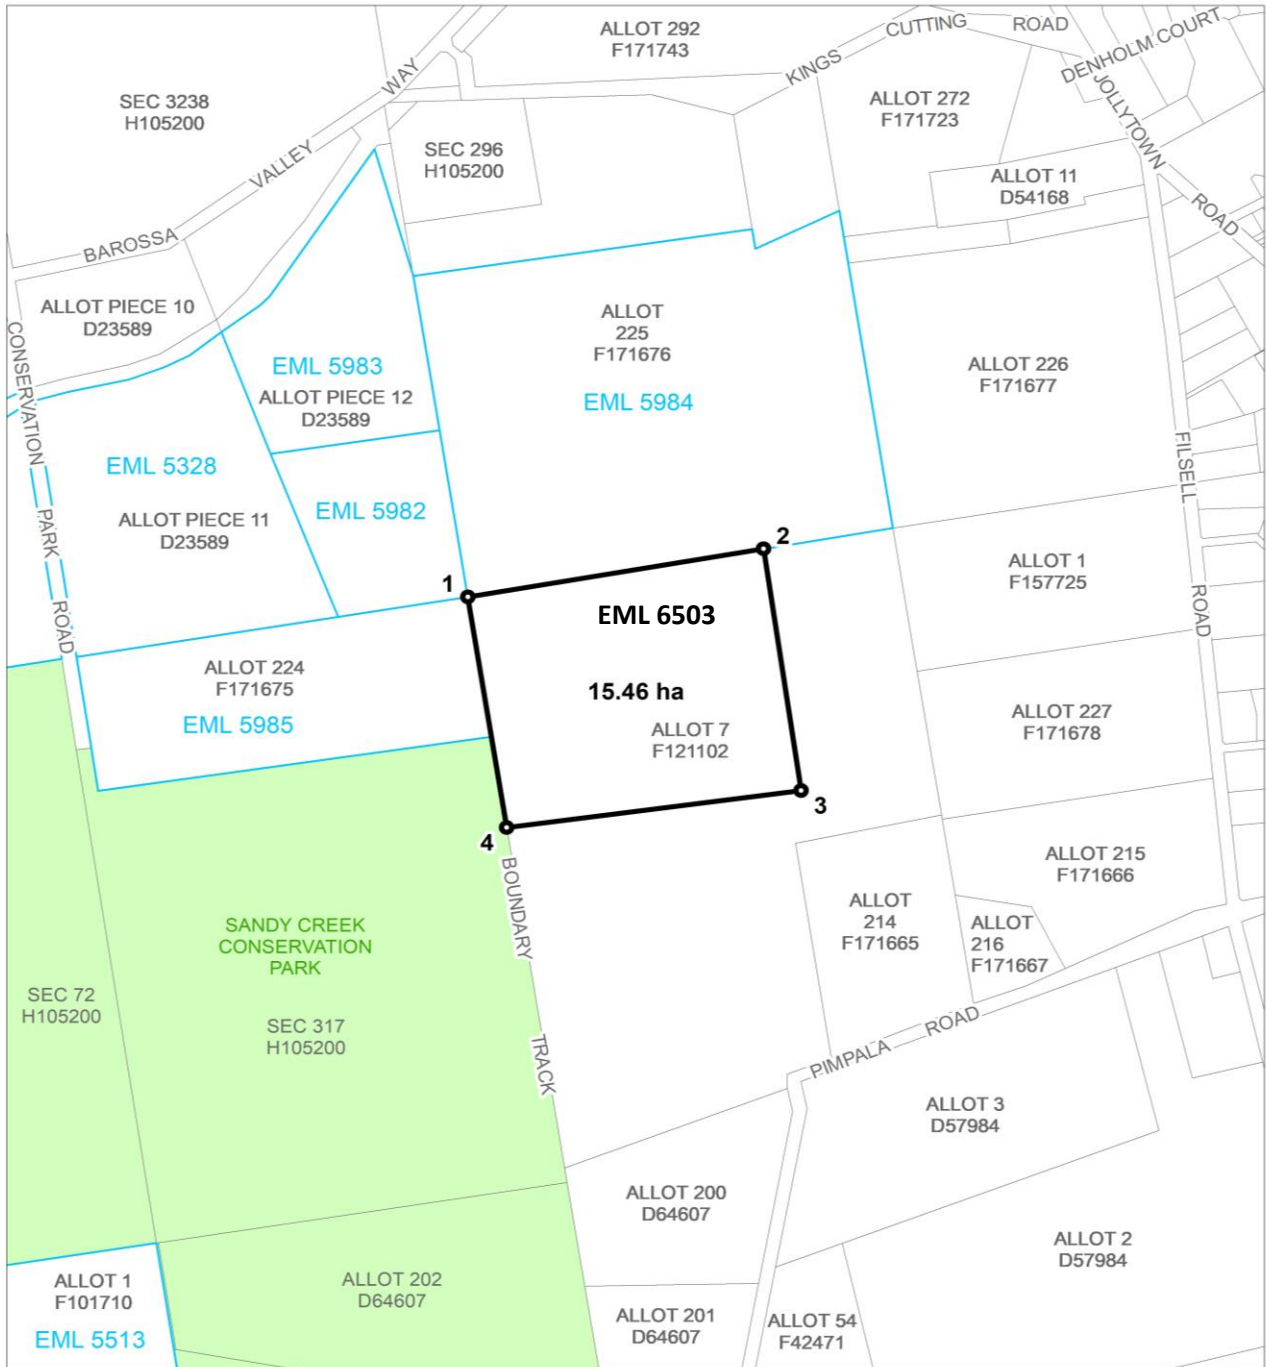 ALLOT 292
F171743
KINGS CUTTING ROAD
DENHOLM COURT
JOLLYTOWN ROAD
SEC 3238
H105200
BAROSSA VALLEY WAY
SEC 296
H105200
ALLOT 272
F171723
ALLOT 11
D54168
ALLOT PIECE 10
D23589
ALLOT
225
F171676
EML 5984
ALLOT 226
F171677
EML 5983
ALLOT PIECE 12
D23589
CONSERVATION PARK ROAD
EML 5328
ALLOT PIECE 11
D23589
EML 5982
FILSELL ROAD
1
2
EML 6503
15.46 ha
ALLOT 7
F121102
3
4
ALLOT 1
F157725
ALLOT 224
F171675
EML 5985
ALLOT 227
F171678
ALLOT 215
F171666
ALLOT
214
F171665
ALLOT
216
F171667
BOUNDARY TRACK
SANDY CREEK
CONSERVATION
PARK
SEC 72
H105200
SEC 317
H105200
PIMPALA ROAD
ALLOT 3
D57984
ALLOT 200
D64607
ALLOT 2
D57984
ALLOT 1
F101710
EML 5513
ALLOT 202
D64607
ALLOT 201
D64607
ALLOT 54
F42471